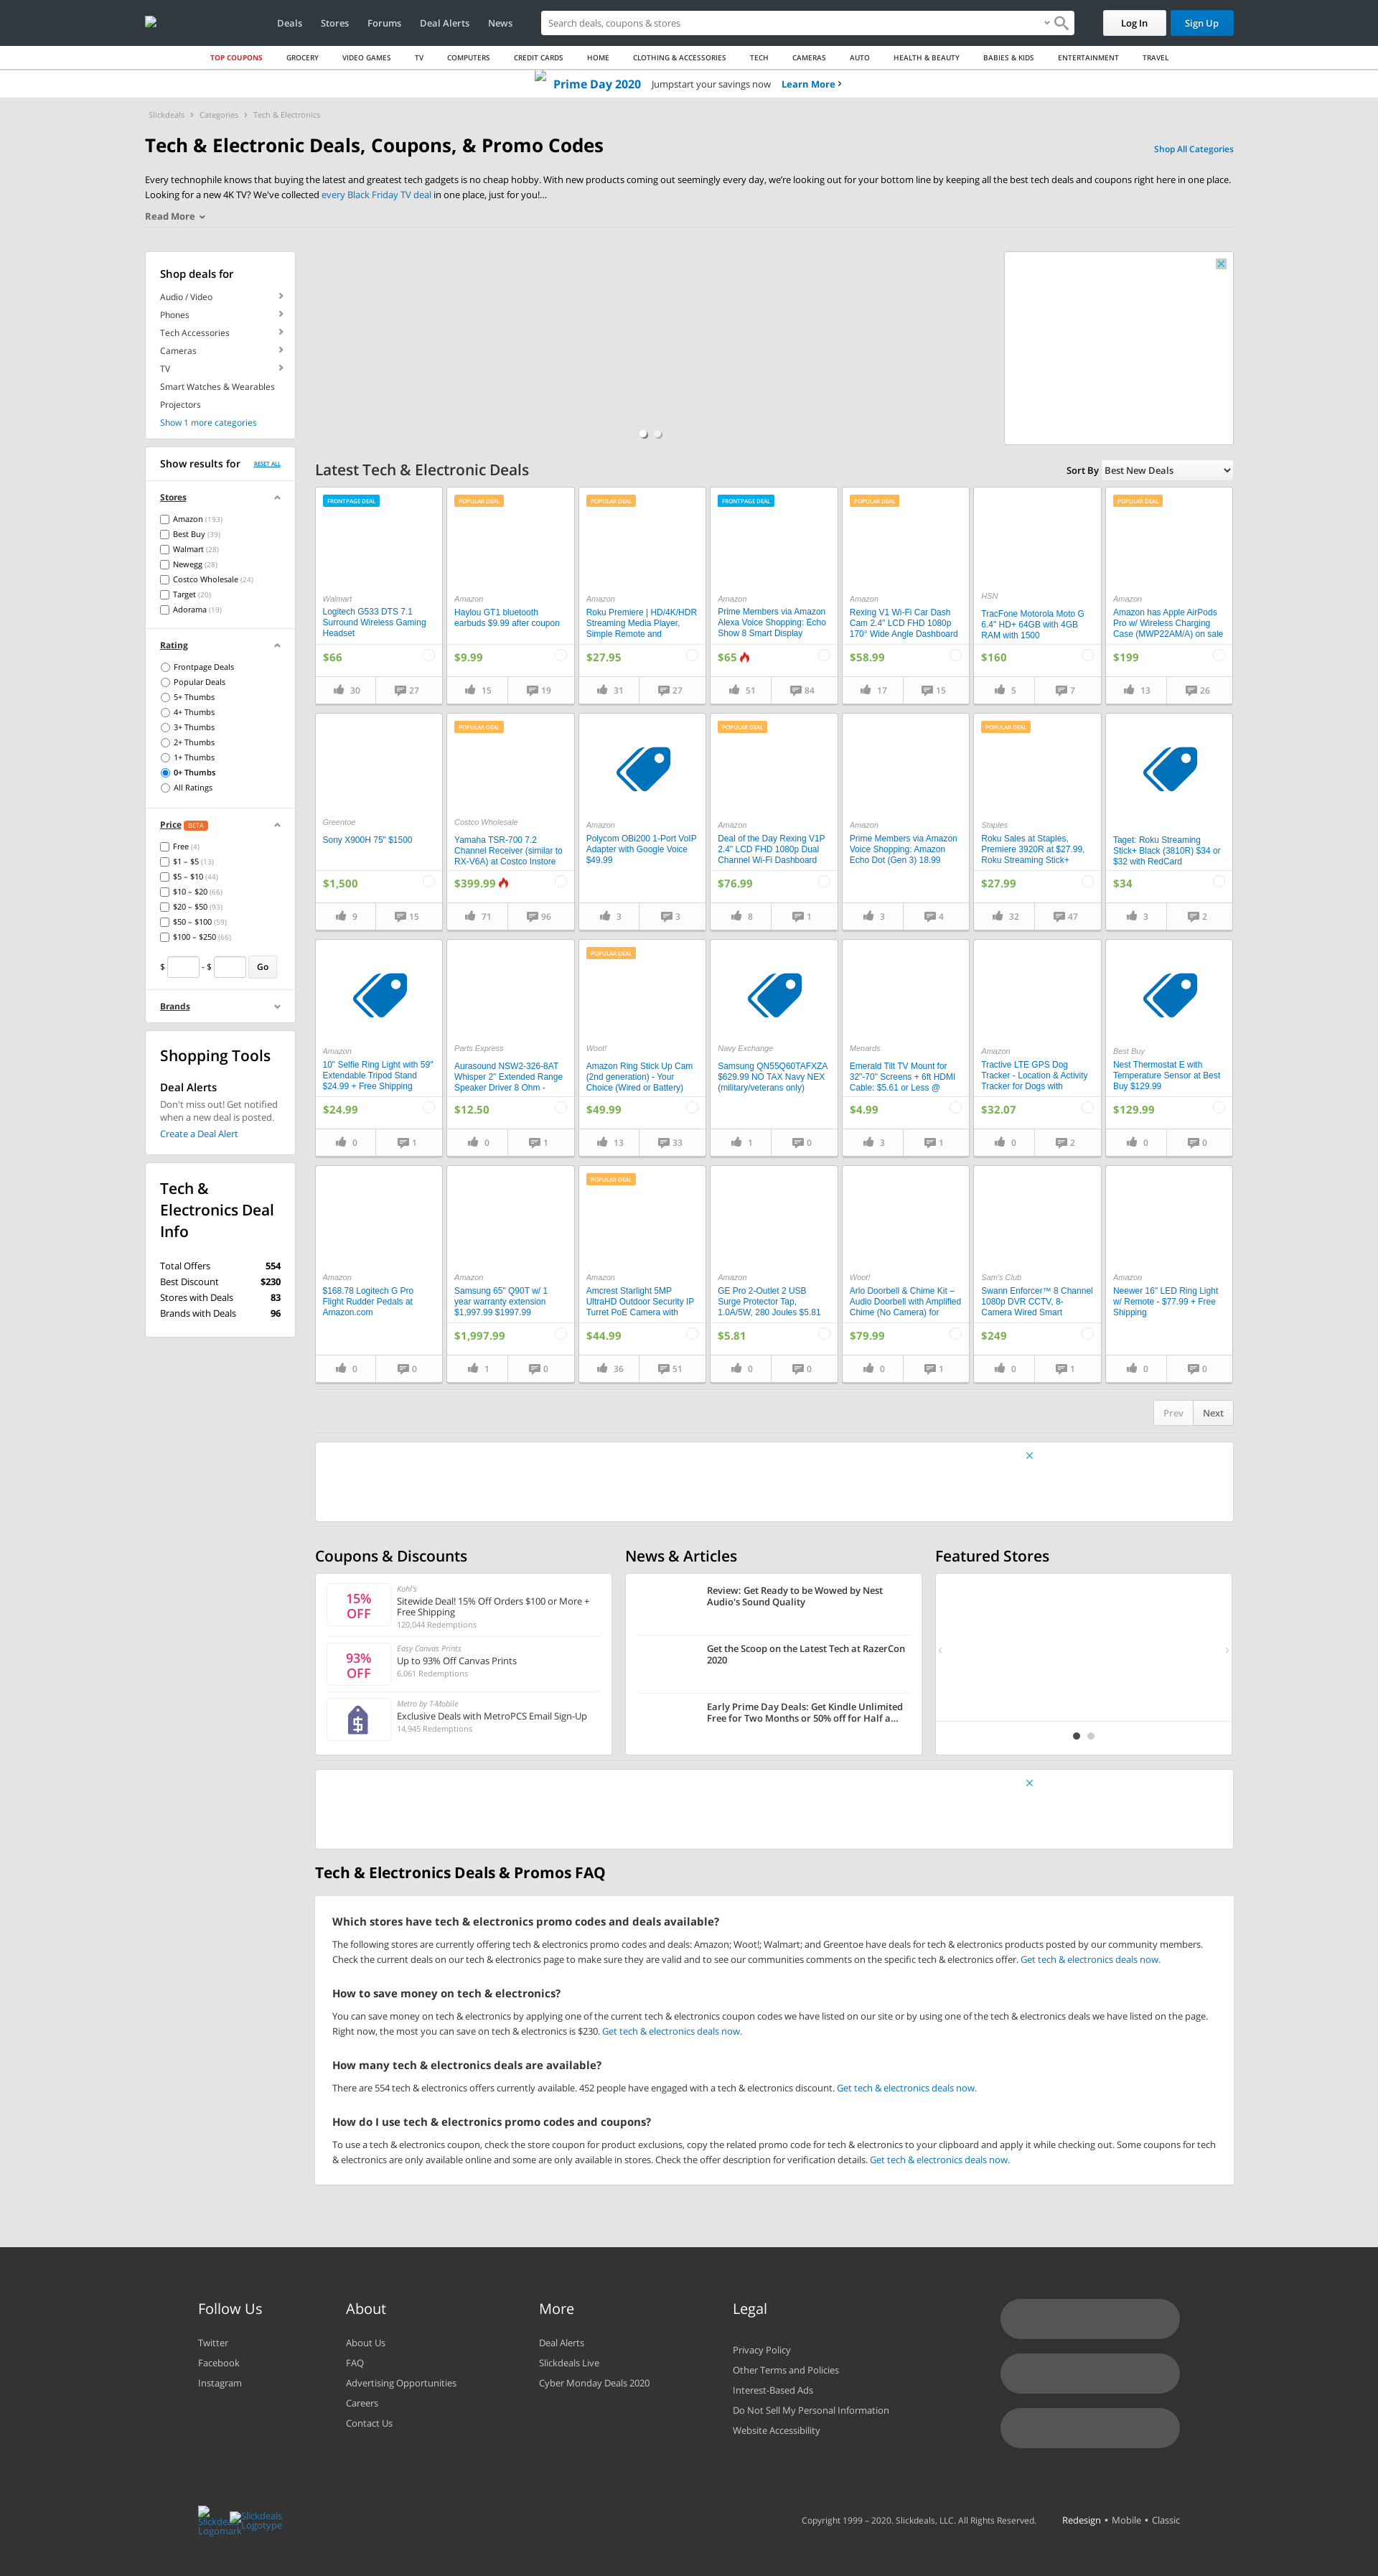 Deals Stores Forums Deal Alerts News Search deals, coupons & stores Log In Sign Up
TOP COUPONS GROCERY VIDEO GAMES TV COMPUTERS CREDIT CARDS HOME CLOTHING & ACCESSORIES TECH CAMERAS AUTO HEALTH & BEAUTY BABIES & KIDS ENTERTAINMENT TRAVEL
Prime Day 2020 Jumpstart your savings now Learn More
Slickdeals Categories Tech & Electronics
Tech & Electronic Deals, Coupons, & Promo Codes
Shop All Categories
Every technophile knows that buying the latest and greatest tech gadgets is no cheap hobby. With new products coming out seemingly every day, we're looking out for your bottom line by keeping all the best tech deals and coupons right here in one place.
Looking for a new 4K TV? We've collected every Black Friday TV deal in one place, just for you!...
Read More
Shop deals for
Audio / Video
Phones
Tech Accessories
Cameras
TV
Smart Watches & Wearables
Projectors
Show 1 more categories
Show results for RESET ALL
Stores
Amazon (193)
Best Buy (39)
Walmart (28)
Newegg (28)
Costco Wholesale (24)
Target (20)
Adorama (19)
Rating
Frontpage Deals
Popular Deals
5+ Thumbs
4+ Thumbs
3+ Thumbs
2+ Thumbs
1+ Thumbs
0+ Thumbs
All Ratings
Price BETA
Free (4)
$1 – $5 (13)
$5 – $10 (44)
$10 – $20 (66)
$20 – $50 (93)
$50 – $100 (59)
$100 – $250 (66)
$ - $ Go
Brands
Shopping Tools
Deal Alerts
Don't miss out! Get notified
when a new deal is posted.
Create a Deal Alert
Tech &
Electronics Deal
Info
Total Offers 554
Best Discount $230
Stores with Deals 83
Brands with Deals 96
Latest Tech & Electronic Deals
Sort By Best New Deals
FRONTPAGE DEAL
Walmart
Logitech G533 DTS 7.1
Surround Wireless Gaming
Headset
$66
30 27
POPULAR DEAL
Amazon
Haylou GT1 bluetooth
earbuds $9.99 after coupon
$9.99
15 19
POPULAR DEAL
Amazon
Roku Premiere | HD/4K/HDR
Streaming Media Player,
Simple Remote and
$27.95
31 27
FRONTPAGE DEAL
Amazon
Prime Members via Amazon
Alexa Voice Shopping: Echo
Show 8 Smart Display
$65
51 84
POPULAR DEAL
Amazon
Rexing V1 Wi-Fi Car Dash
Cam 2.4" LCD FHD 1080p
170° Wide Angle Dashboard
$58.99
17 15
HSN
TracFone Motorola Moto G
6.4" HD+ 64GB with 4GB
RAM with 1500
$160
5 7
POPULAR DEAL
Amazon
Amazon has Apple AirPods
Pro w/ Wireless Charging
Case (MWP22AM/A) on sale
$199
13 26
Greentoe
Sony X900H 75" $1500
$1,500
9 15
POPULAR DEAL
Costco Wholesale
Yamaha TSR-700 7.2
Channel Receiver (similar to
RX-V6A) at Costco Instore
$399.99
71 96
Amazon
Polycom OBi200 1-Port VoIP
Adapter with Google Voice
$49.99
3 3
POPULAR DEAL
Amazon
Deal of the Day Rexing V1P
2.4" LCD FHD 1080p Dual
Channel Wi-Fi Dashboard
$76.99
8 1
Amazon
Prime Members via Amazon
Voice Shopping: Amazon
Echo Dot (Gen 3) 18.99
3 4
POPULAR DEAL
Staples
Roku Sales at Staples,
Premiere 3920R at $27.99,
Roku Streaming Stick+
$27.99
32 47
Taget: Roku Streaming
Stick+ Black (3810R) $34 or
$32 with RedCard
$34
3 2
Amazon
10" Selfie Ring Light with 59"
Extendable Tripod Stand
$24.99 + Free Shipping
$24.99
0 1
Parts Express
Aurasound NSW2-326-8AT
Whisper 2" Extended Range
Speaker Driver 8 Ohm -
$12.50
0 1
POPULAR DEAL
Woot!
Amazon Ring Stick Up Cam
(2nd generation) - Your
Choice (Wired or Battery)
$49.99
13 33
Navy Exchange
Samsung QN55Q60TAFXZA
$629.99 NO TAX Navy NEX
(military/veterans only)
1 0
Menards
Emerald Tilt TV Mount for
32"-70" Screens + 6ft HDMI
Cable: $5.61 or Less @
$4.99
3 1
Amazon
Tractive LTE GPS Dog
Tracker - Location & Activity
Tracker for Dogs with
$32.07
0 2
Best Buy
Nest Thermostat E with
Temperature Sensor at Best
Buy $129.99
$129.99
0 0
Amazon
$168.78 Logitech G Pro
Flight Rudder Pedals at
Amazon.com
0 0
Amazon
Samsung 65" Q90T w/ 1
year warranty extension
$1,997.99 $1997.99
$1,997.99
1 0
POPULAR DEAL
Amazon
Amcrest Starlight 5MP
UltraHD Outdoor Security IP
Turret PoE Camera with
$44.99
36 51
Amazon
GE Pro 2-Outlet 2 USB
Surge Protector Tap,
1.0A/5W, 280 Joules $5.81
$5.81
0 0
Woot!
Arlo Doorbell & Chime Kit –
Audio Doorbell with Amplified
Chime (No Camera) for
$79.99
0 1
Sam's Club
Swann Enforcer™ 8 Channel
1080p DVR CCTV, 8-
Camera Wired Smart
$249
0 1
Amazon
Neewer 16" LED Ring Light
w/ Remote - $77.99 + Free
Shipping
0 0
Prev Next
Coupons & Discounts
15%
OFF
Kohl's
Sitewide Deal! 15% Off Orders $100 or More +
Free Shipping
120,044 Redemptions
93%
OFF
Easy Canvas Prints
Up to 93% Off Canvas Prints
6,061 Redemptions
Metro by T-Mobile
Exclusive Deals with MetroPCS Email Sign-Up
14,945 Redemptions
News & Articles
Review: Get Ready to be Wowed by Nest
Audio's Sound Quality
Get the Scoop on the Latest Tech at RazerCon
2020
Early Prime Day Deals: Get Kindle Unlimited
Free for Two Months or 50% off for Half a...
Featured Stores
Tech & Electronics Deals & Promos FAQ
Which stores have tech & electronics promo codes and deals available?
The following stores are currently offering tech & electronics promo codes and deals: Amazon; Woot!; Walmart; and Greentoe have deals for tech & electronics products posted by our community members.
Check the current deals on our tech & electronics page to make sure they are valid and to see our communities comments on the specific tech & electronics offer. Get tech & electronics deals now.
How to save money on tech & electronics?
You can save money on tech & electronics by applying one of the current tech & electronics coupon codes we have listed on our site or by using one of the tech & electronics deals we have listed on the page.
Right now, the most you can save on tech & electronics is $230. Get tech & electronics deals now.
How many tech & electronics deals are available?
There are 554 tech & electronics offers currently available. 452 people have engaged with a tech & electronics discount. Get tech & electronics deals now.
How do I use tech & electronics promo codes and coupons?
To use a tech & electronics coupon, check the store coupon for product exclusions, copy the related promo code for tech & electronics to your clipboard and apply it while checking out. Some coupons for tech
& electronics are only available online and some are only available in stores. Check the offer description for verification details. Get tech & electronics deals now.
Follow Us
Twitter
Facebook
Instagram
About
About Us
FAQ
Advertising Opportunities
Careers
Contact Us
More
Deal Alerts
Slickdeals Live
Cyber Monday Deals 2020
Legal
Privacy Policy
Other Terms and Policies
Interest-Based Ads
Do Not Sell My Personal Information
Website Accessibility
Slickdeals
Logomark
Slickdeals
Logotype
Copyright 1999 – 2020. Slickdeals, LLC. All Rights Reserved. Redesign • Mobile • Classic